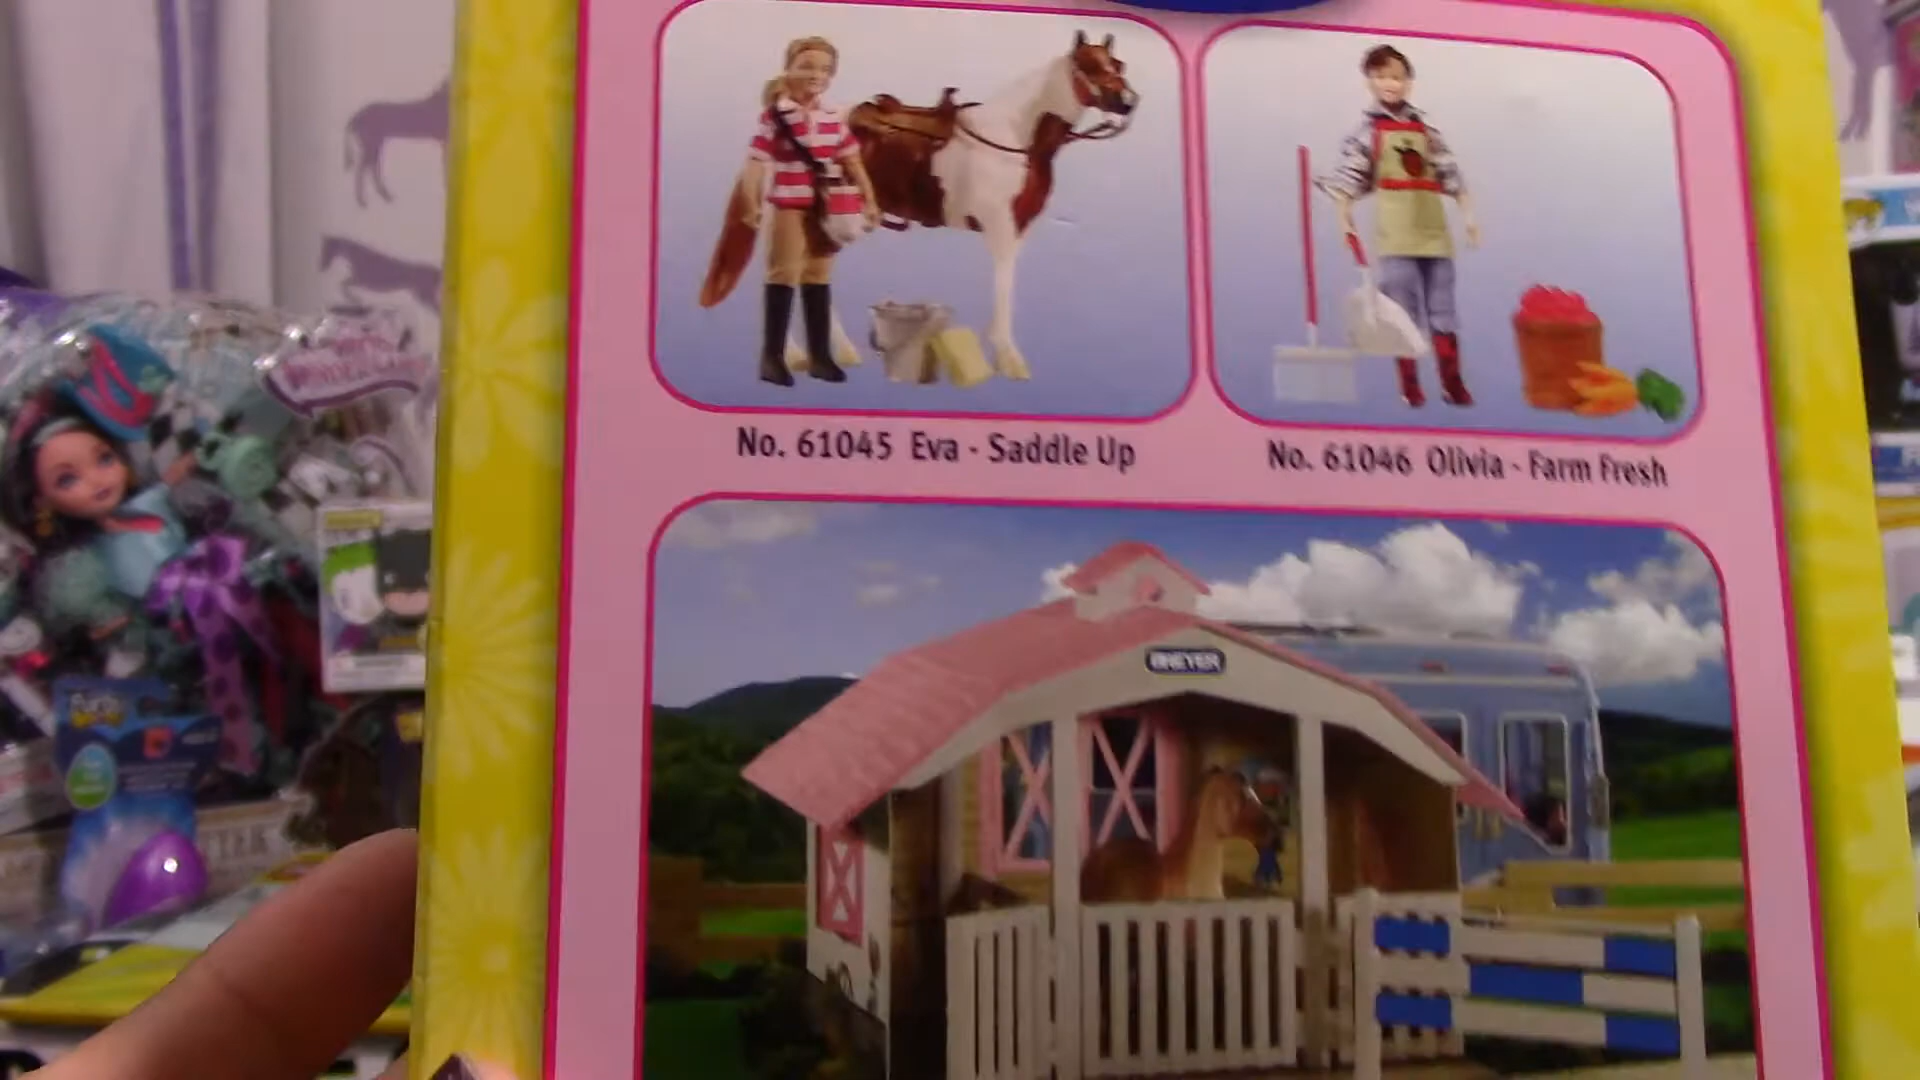 No. 61045 Eva - Saddle Up
No. 61046 Olivia - Farm Fresh
BREYER